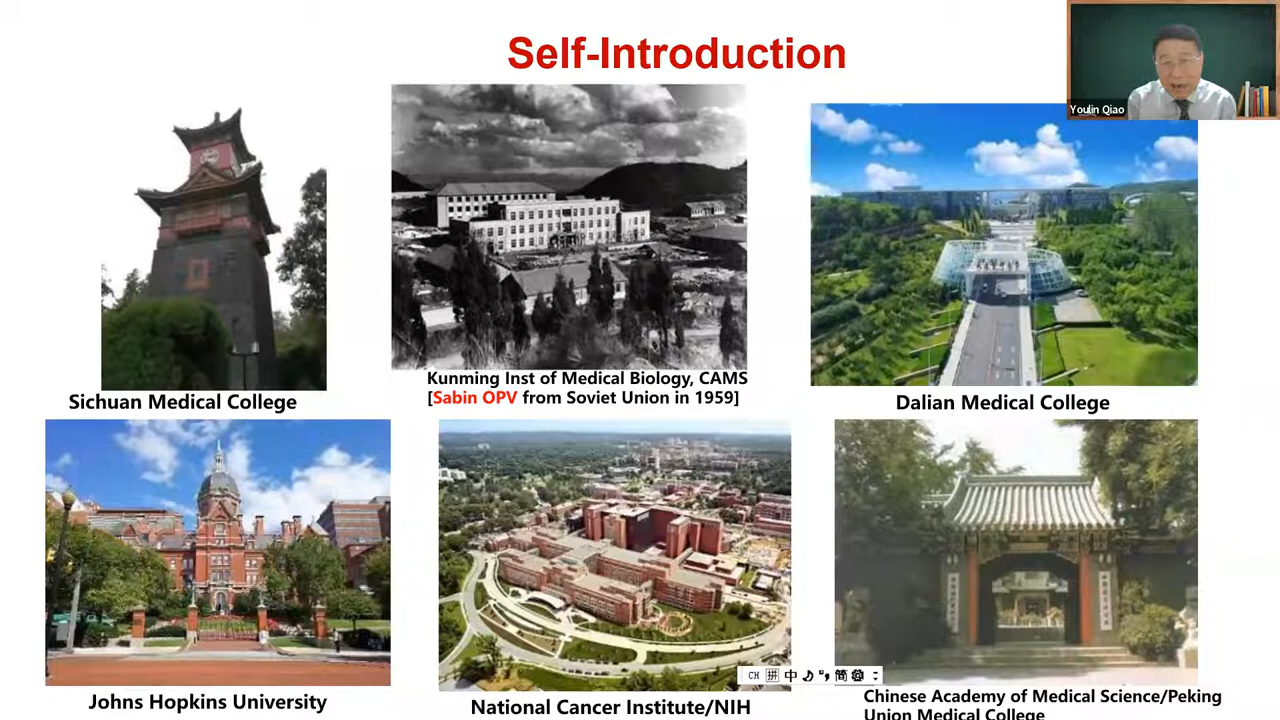 Self-Introduction
Youlin Qiao
Sichuan Medical College
Kunming Inst of Medical Biology, CAMS
[Sabin OPV from Soviet Union in 1959]
Dalian Medical College
Johns Hopkins University
National Cancer Institute/NIH
CH 拼 中 简
Chinese Academy of Medical Science/Peking
Union Medical College